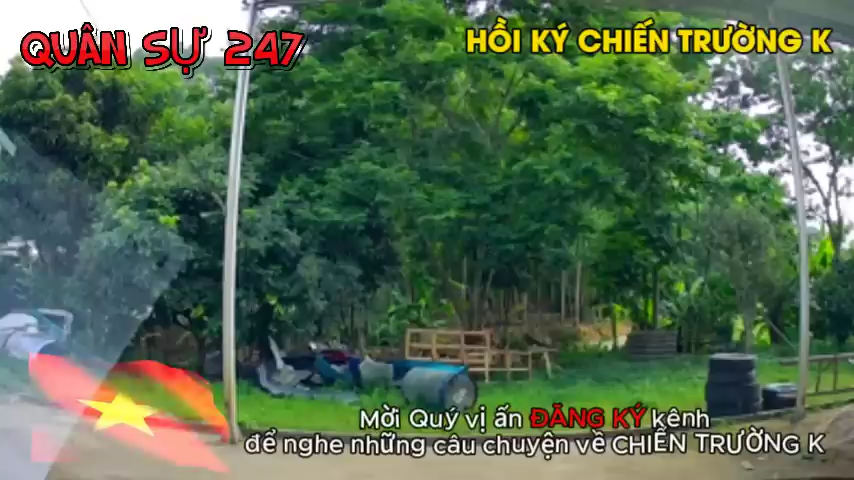 QUÂN SỰ 247
HỒI KÝ CHIẾN TRƯỜNG K
Mời Quý vị ấn ĐĂNG KÝ kênh
để nghe những câu chuyện về CHIẾN TRƯỜNG K